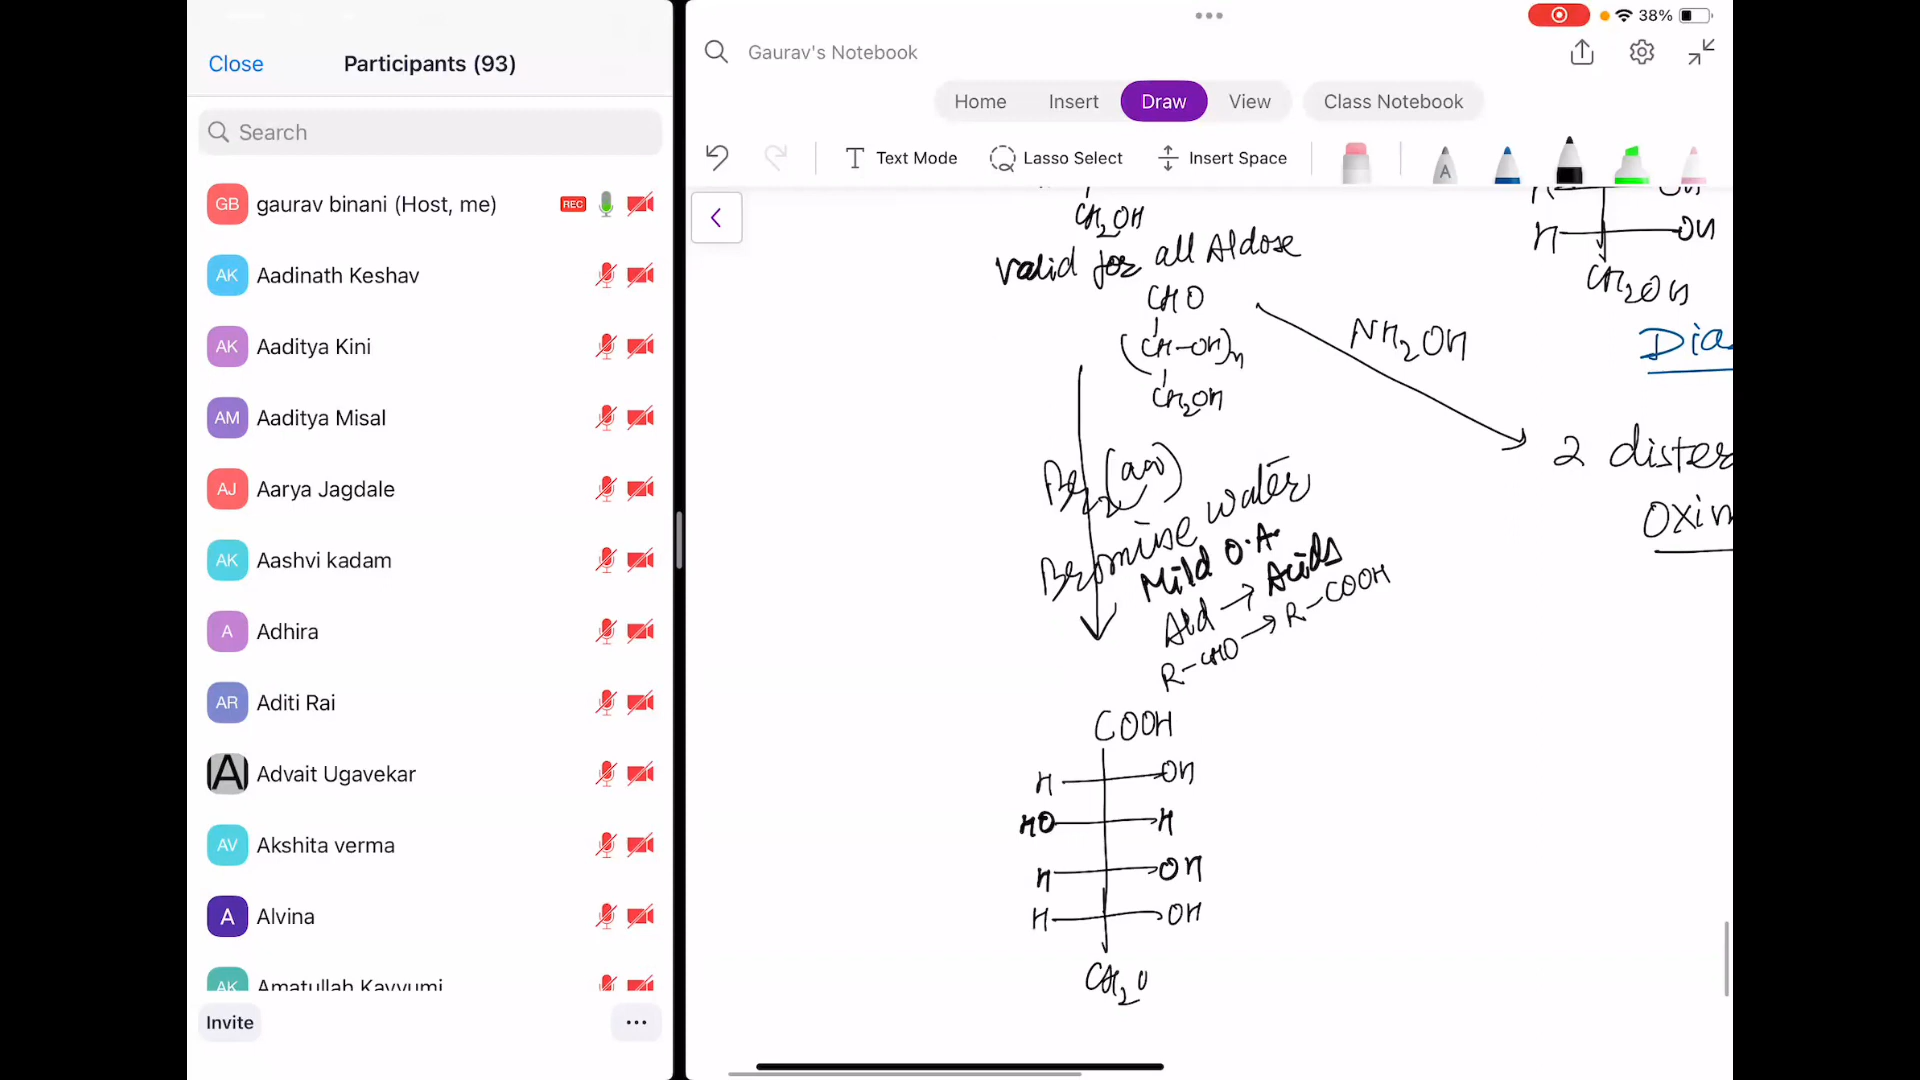 Close
Participants (93)
Search
GB gaurav binani (Host, me) REC
AK Aadinath Keshav
AK Aaditya Kini
AM Aaditya Misal
AJ Aarya Jagdale
AK Aashvi kadam
A Adhira
AR Aditi Rai
A Advait Ugavekar
AV Akshita verma
A Alvina
AK Amatullah Kayyumi
Invite
38%
Gaurav's Notebook
Home Insert Draw View Class Notebook
Text Mode Lasso Select Insert Space
CH2OH
valid for all Aldose
CHO
(CH-OH)n
CH2OH
NH2OH
H OH
CH2OH
Dia
2 dister
Oxim
Br2(aq)
Bromine water
Mild O.A.
Ald → Acids
R-CHO → R-COOH
COOH
H OH
HO H
H OH
H OH
CH2O